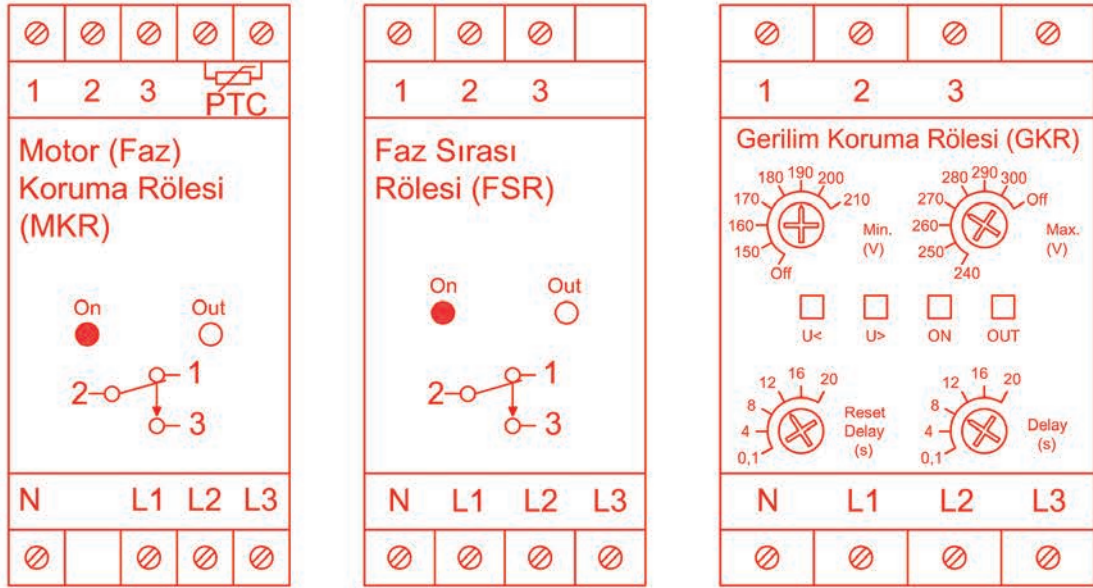 1 2 3
PTC
Motor (Faz)
Koruma Rölesi
(MKR)
On Out
1
2
3
N L1 L2 L3
1 2 3
Faz Sırası
Rölesi (FSR)
On Out
1
2
3
N L1 L2 L3
1 2 3
Gerilim Koruma Rölesi (GKR)
180 190 200
170 210
160
150
Off
Min.
(V)
280 290 300
270 Off
260
250
240
Max.
(V)
U< U> ON OUT
12 16 20
8
4
0,1
Reset
Delay
(s)
12 16 20
8
4
0,1
Delay
(s)
N L1 L2 L3